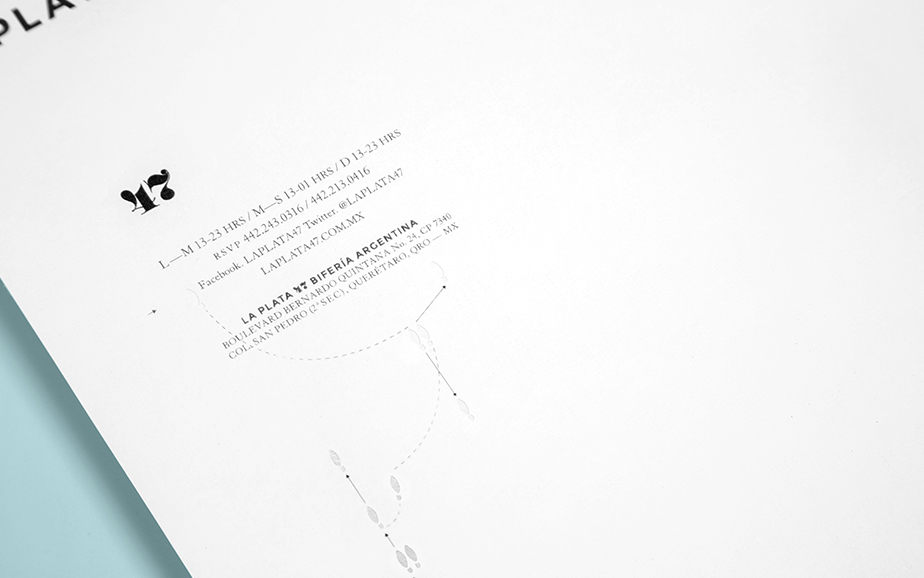 PLA
47
L—M 13-23 HRS / M—S 13-01 HRS / D 13-23 HRS
RSVP 442.243.0316 / 442.213.0416
Facebook. LAPLATA47 Twitter. @LAPLATA47
LAPLATA47.COM.MX
LA PLATA 47 BIFERÍA ARGENTINA
BOULEVARD BERNARDO QUINTANA No. 24, CP 7340
COL. SAN PEDRO (2ª SEC), QUERÉTARO, QRO — MX